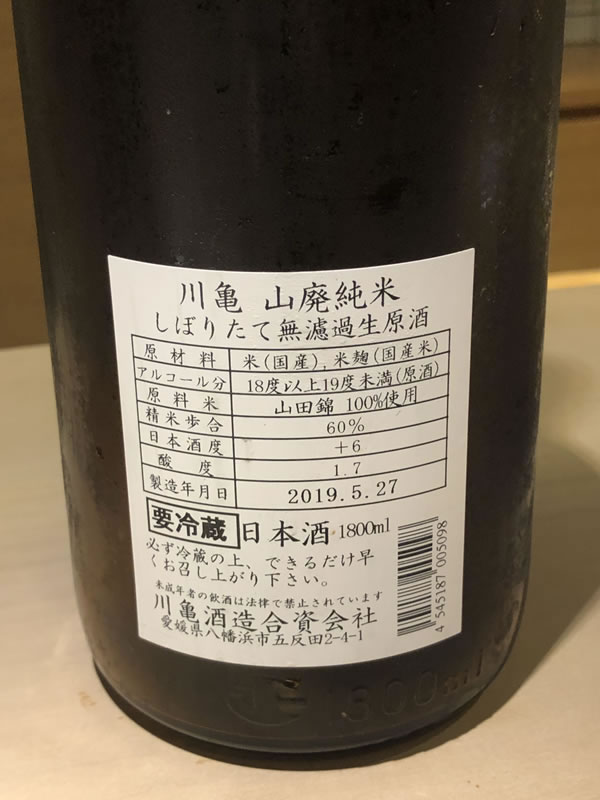 川亀 山廃純米
しぼりたて無濾過生原酒
原材料 米(国産),米麹(国産米)
アルコール分 18度以上19度未満(原酒)
原料米 山田錦 100%使用
精米歩合 60%
日本酒度 +6
酸度 1.7
製造年月日 2019.5.27
要冷蔵 日本酒 1800ml
必ず冷蔵の上、できるだけ早
くお召し上がり下さい。
未成年者の飲酒は法律で禁止されています
川亀酒造合資会社
愛媛県八幡浜市五反田2-4-1
4 545187 005098
1800ml